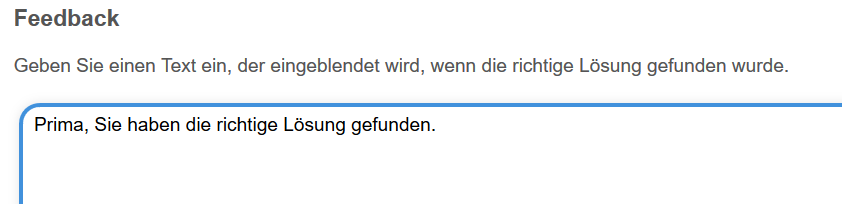 Feedback
Geben Sie einen Text ein, der eingeblendet wird, wenn die richtige Lösung gefunden wurde.
Prima, Sie haben die richtige Lösung gefunden.